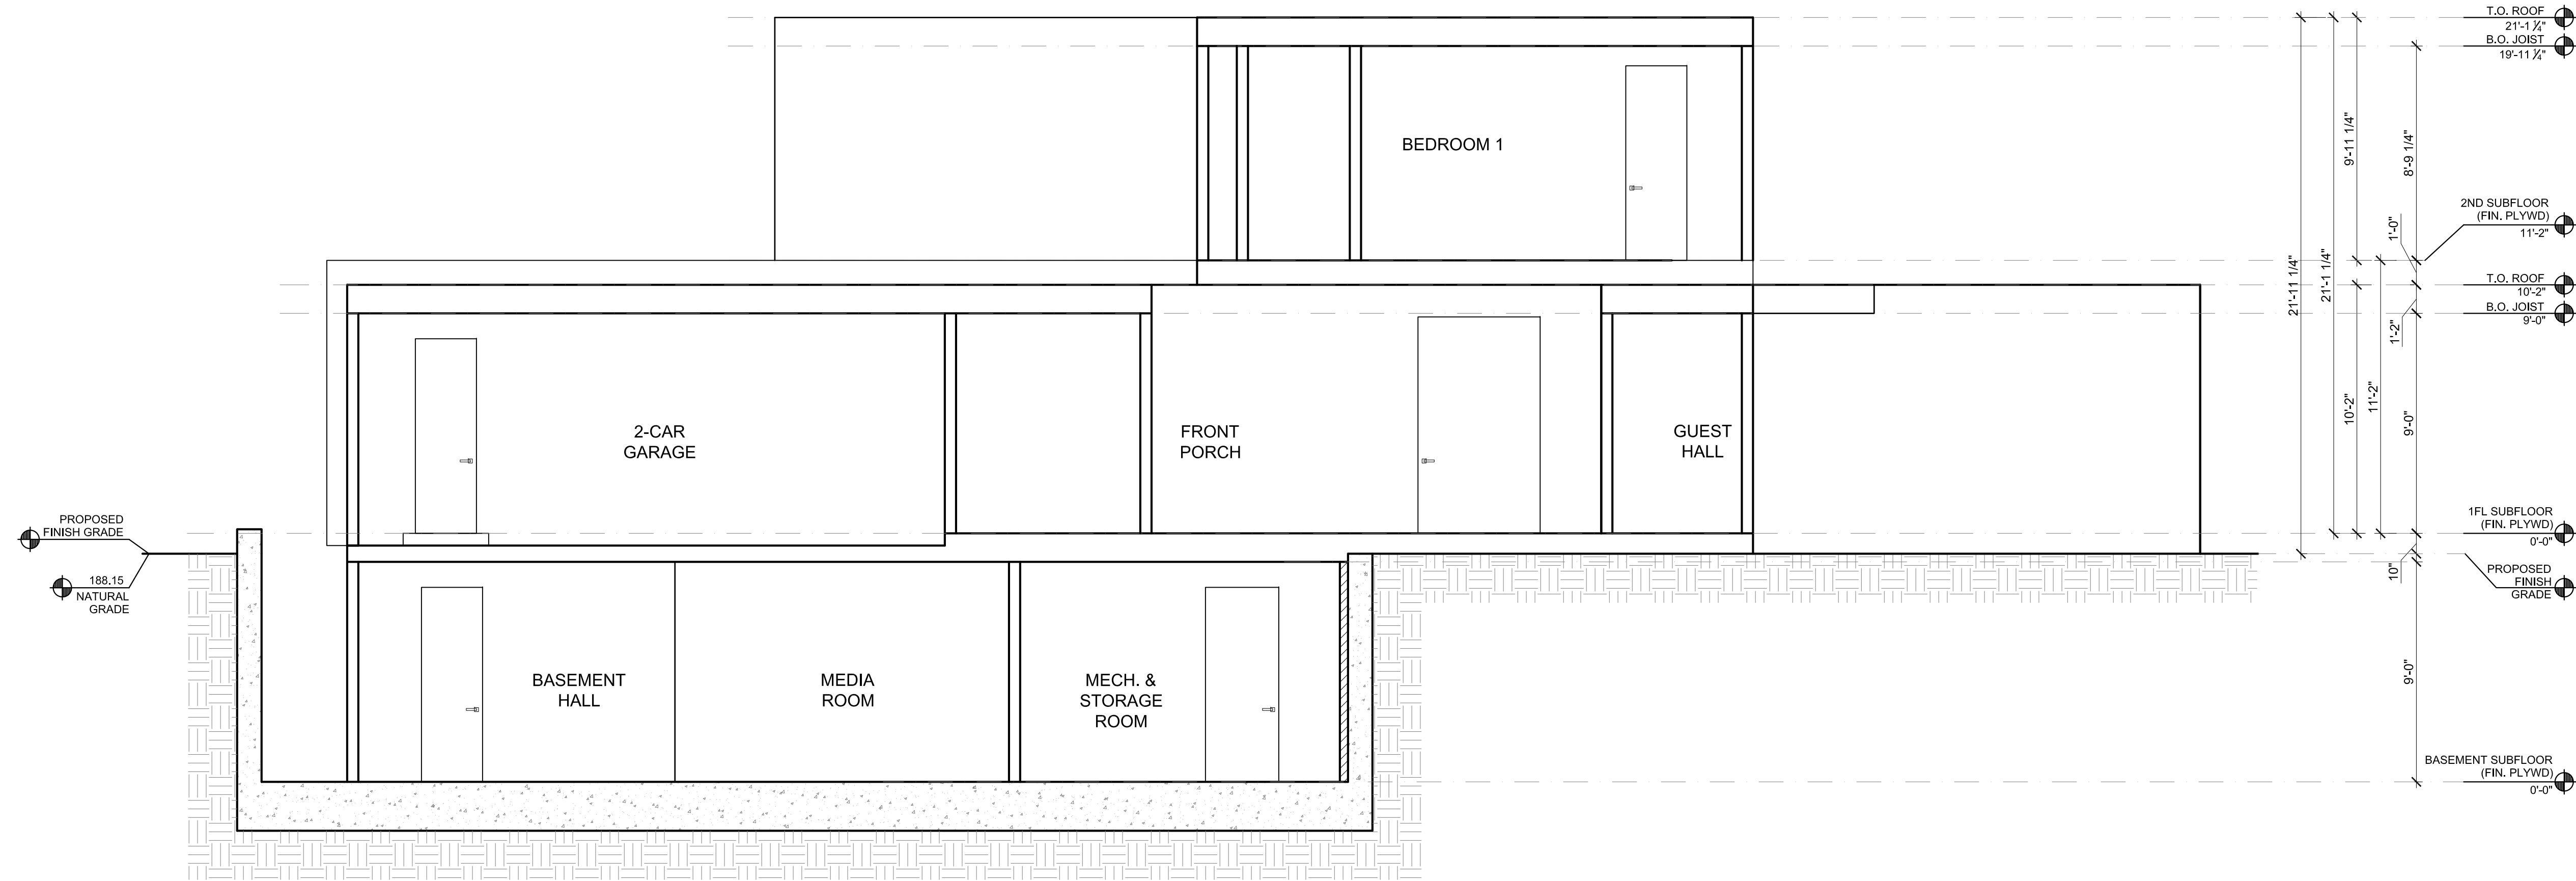 T.O. ROOF
21'-1 ¼"
B.O. JOIST
19'-11 ¼"
BEDROOM 1
9'-11 1/4"
8'-9 1/4"
2ND SUBFLOOR
(FIN. PLYWD)
11'-2"
1'-0"
21'-11 1/4"
21'-1 1/4"
T.O. ROOF
10'-2"
B.O. JOIST
9'-0"
1'-2"
10'-2"
11'-2"
9'-0"
2-CAR
GARAGE
FRONT
PORCH
GUEST
HALL
PROPOSED
FINISH GRADE
188.15
NATURAL
GRADE
1FL SUBFLOOR
(FIN. PLYWD)
0'-0"
10"
PROPOSED
FINISH
GRADE
BASEMENT
HALL
MEDIA
ROOM
MECH. &
STORAGE
ROOM
9'-0"
BASEMENT SUBFLOOR
(FIN. PLYWD)
0'-0"